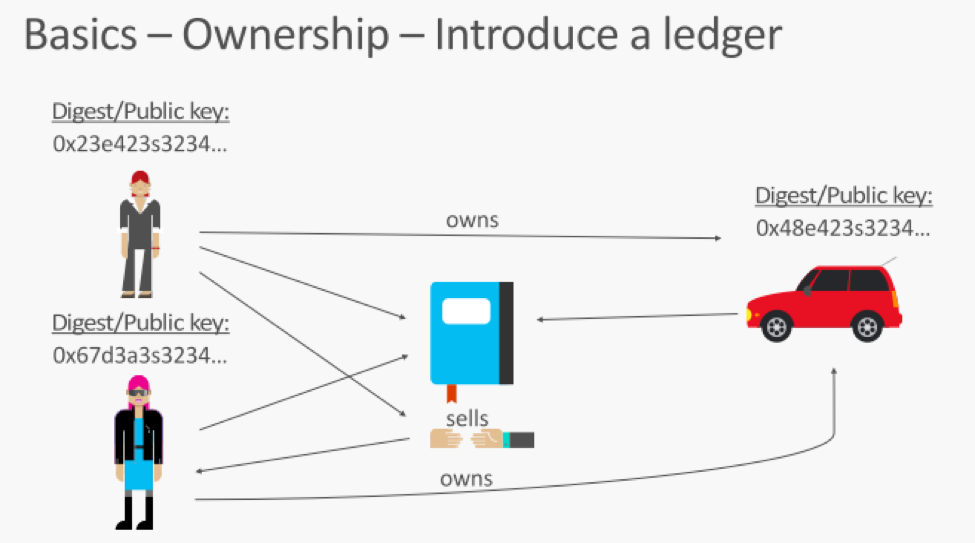 Basics – Ownership – Introduce a ledger
Digest/Public key:
0x23e423s3234...
owns
Digest/Public key:
0x48e423s3234...
Digest/Public key:
0x67d3a3s3234...
sells
owns